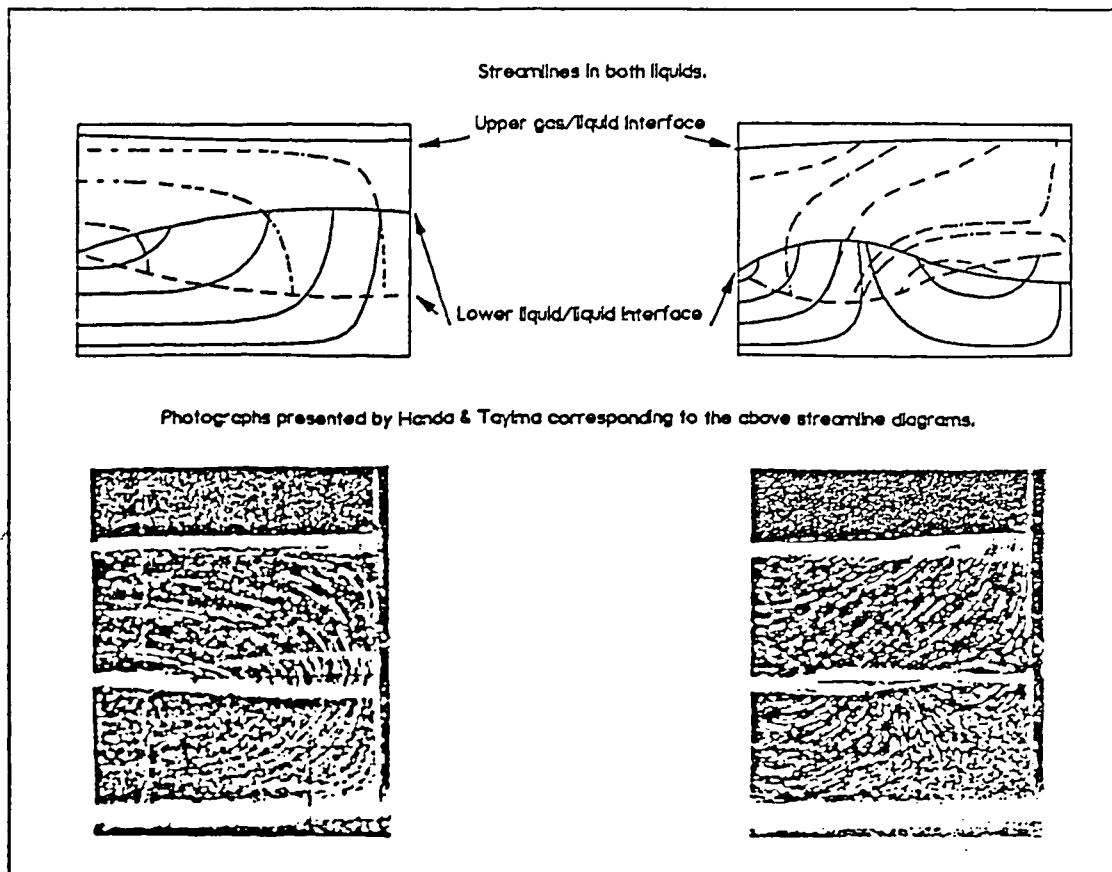 Streamlines in both liquids.
Upper gas/liquid interface
Lower liquid/liquid interface
Photographs presented by Handa & Tayima corresponding to the above streamline diagrams.